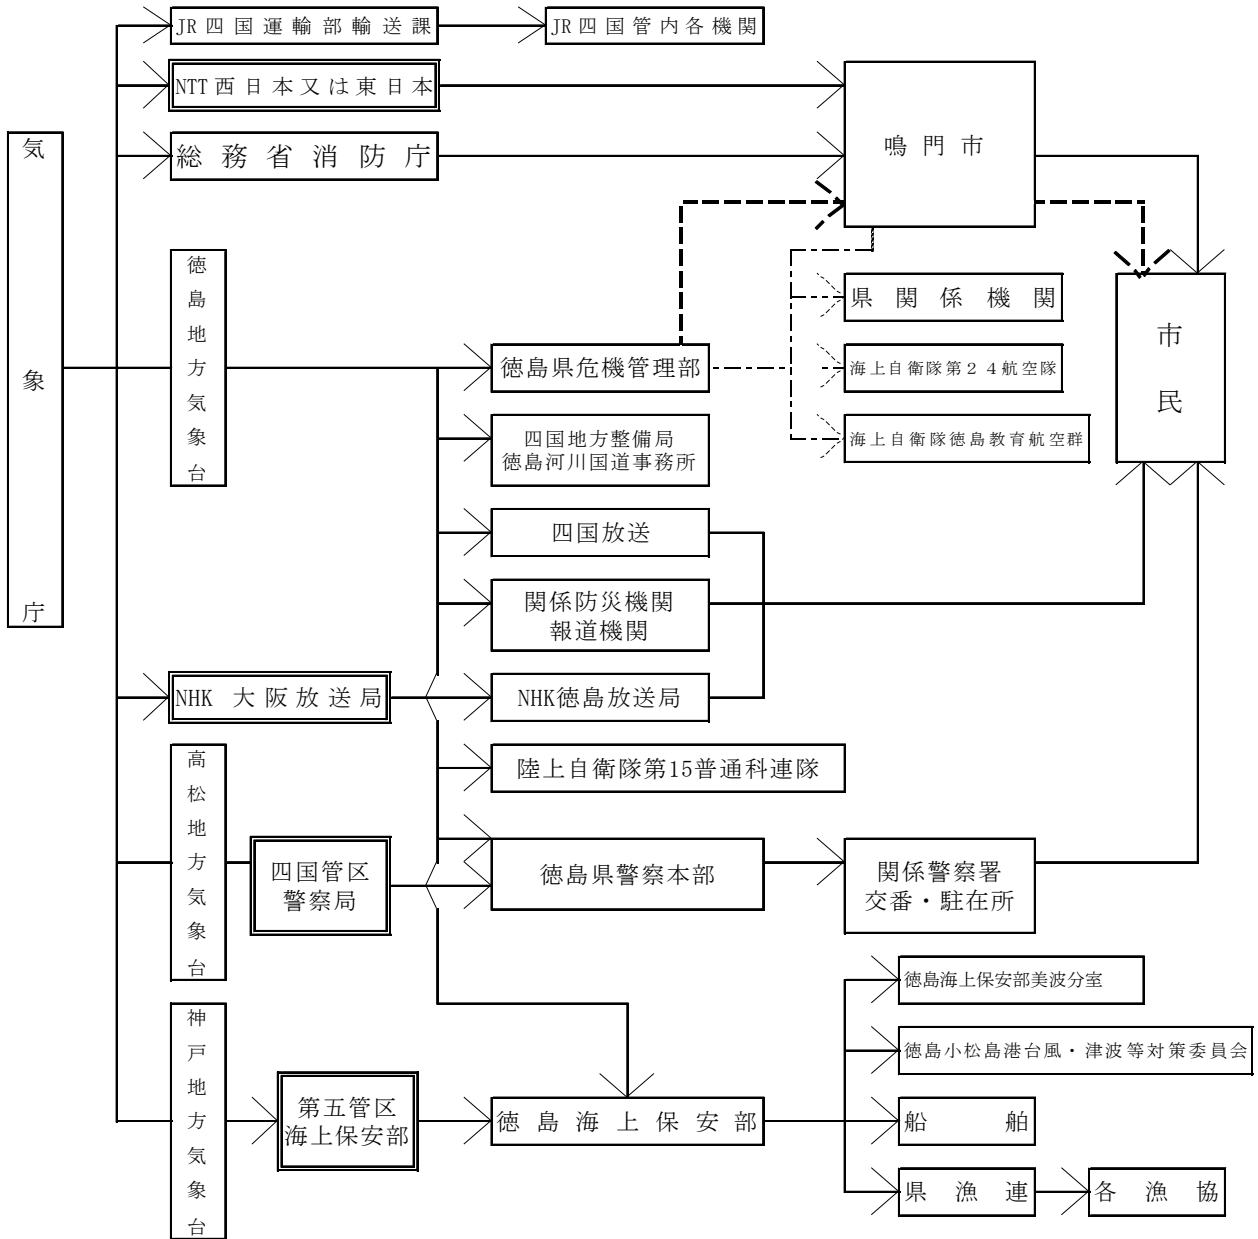 JR四国運輸部輸送課
JR四国管内各機関
NTT西日本又は東日本
総務省消防庁
鳴門市
気象庁
徳島地方気象台
県関係機関
市民
徳島県危機管理部
海上自衛隊第２４航空隊
四国地方整備局
徳島河川国道事務所
海上自衛隊徳島教育航空群
四国放送
関係防災機関
報道機関
NHK 大阪放送局
NHK徳島放送局
高松地方気象台
陸上自衛隊第15普通科連隊
四国管区
警察局
徳島県警察本部
関係警察署
交番・駐在所
徳島海上保安部美波分室
神戸地方気象台
徳島小松島港台風・津波等対策委員会
第五管区
海上保安部
徳島海上保安部
船舶
県漁連
各漁協